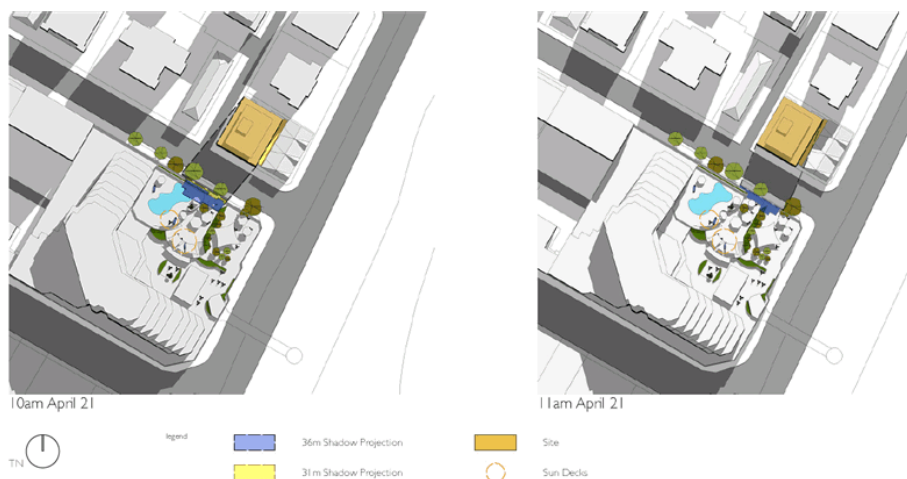 10am April 21
11am April 21
legend
36m Shadow Projection
Site
TN
31m Shadow Projection
Sun Decks